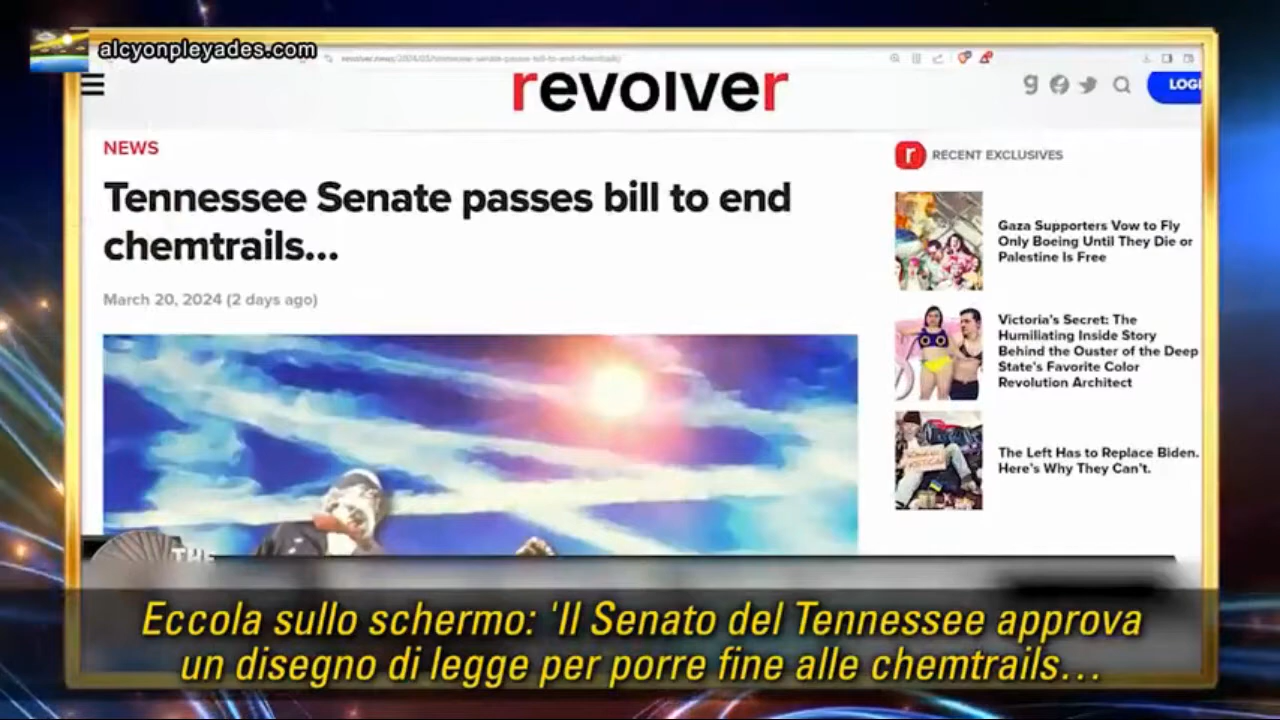 alcyonpleyades.com
revolver
LOGI
NEWS
Tennessee Senate passes bill to end
chemtrails...
March 20, 2024 (2 days ago)
r RECENT EXCLUSIVES
Gaza Supporters Vow to Fly
Only Boeing Until They Die or
Palestine Is Free
Victoria's Secret: The
Humiliating Inside Story
Behind the Ouster of the Deep
State's Favorite Color
Revolution Architect
The Left Has to Replace Biden.
Here's Why They Can't.
THE
Eccola sullo schermo: 'Il Senato del Tennessee approva
un disegno di legge per porre fine alle chemtrails...